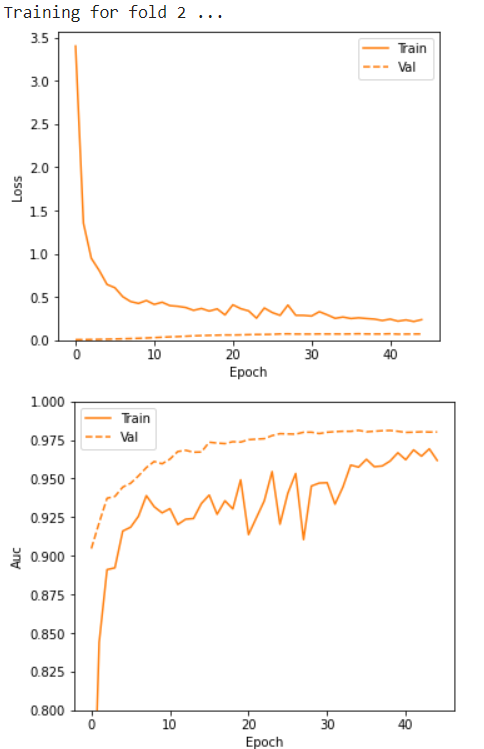 Training for fold 2 ...
3.5
3.0
2.5
2.0
1.5
1.0
0.5
0.0
Loss
Train
Val
0 10 20 30 40
Epoch
1.000
0.975
0.950
0.925
0.900
0.875
0.850
0.825
0.800
Auc
Train
Val
0 10 20 30 40
Epoch